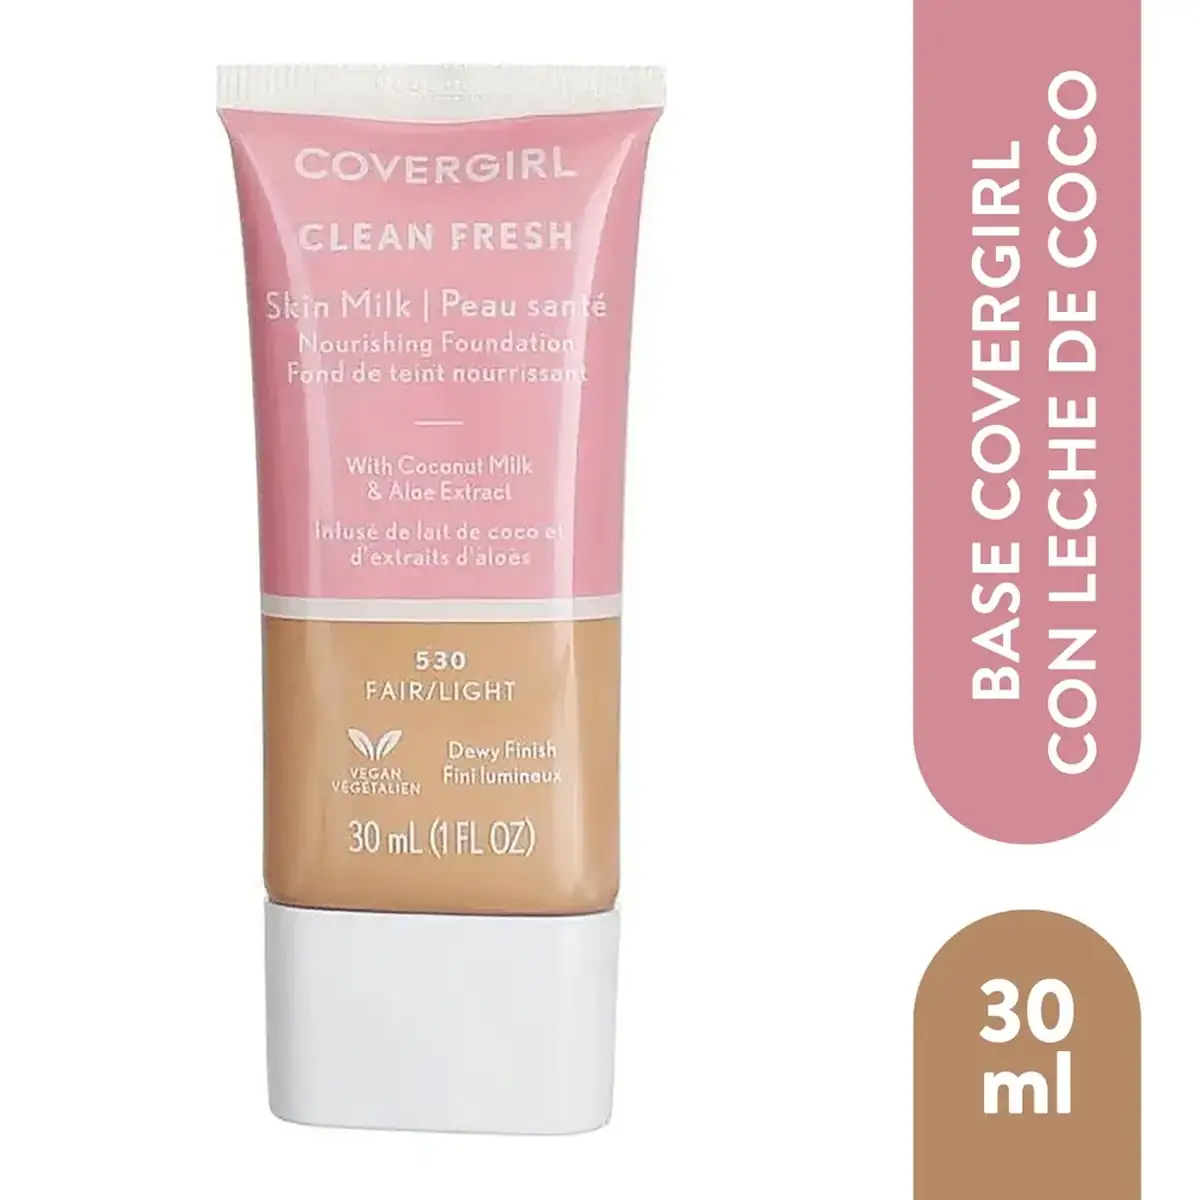 COVERGIRL
CLEAN FRESH
Skin Milk | Peau santé
Nourishing Foundation
Fond de teint nourrissant
With Coconut Milk
& Aloe Extract
Infusé de lait de coco et
d'extraits d'aloès
530
FAIR/LIGHT
VEGAN
VÉGÉTALIEN
Dewy Finish
Fini lumineux
30 mL (1 FL OZ)
BASE COVERGIRL
CON LECHE DE COCO
30
ml